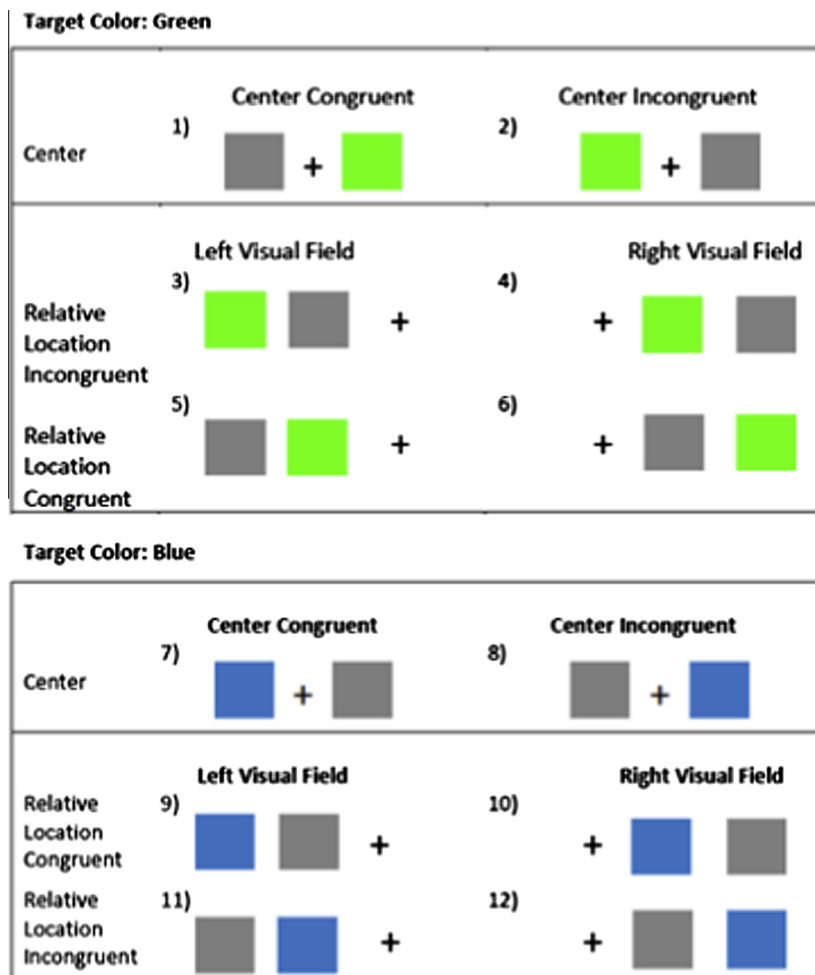 Target Color: Green
Center Congruent
Center Incongruent
1)
2)
Center
+
+
Left Visual Field
Right Visual Field
3)
4)
Relative
Location
Incongruent
+
+
5)
6)
Relative
Location
Congruent
+
+
Target Color: Blue
Center Congruent
Center Incongruent
7)
8)
Center
+
+
Left Visual Field
Right Visual Field
9)
10)
Relative
Location
Congruent
+
+
11)
12)
Relative
Location
Incongruent
+
+